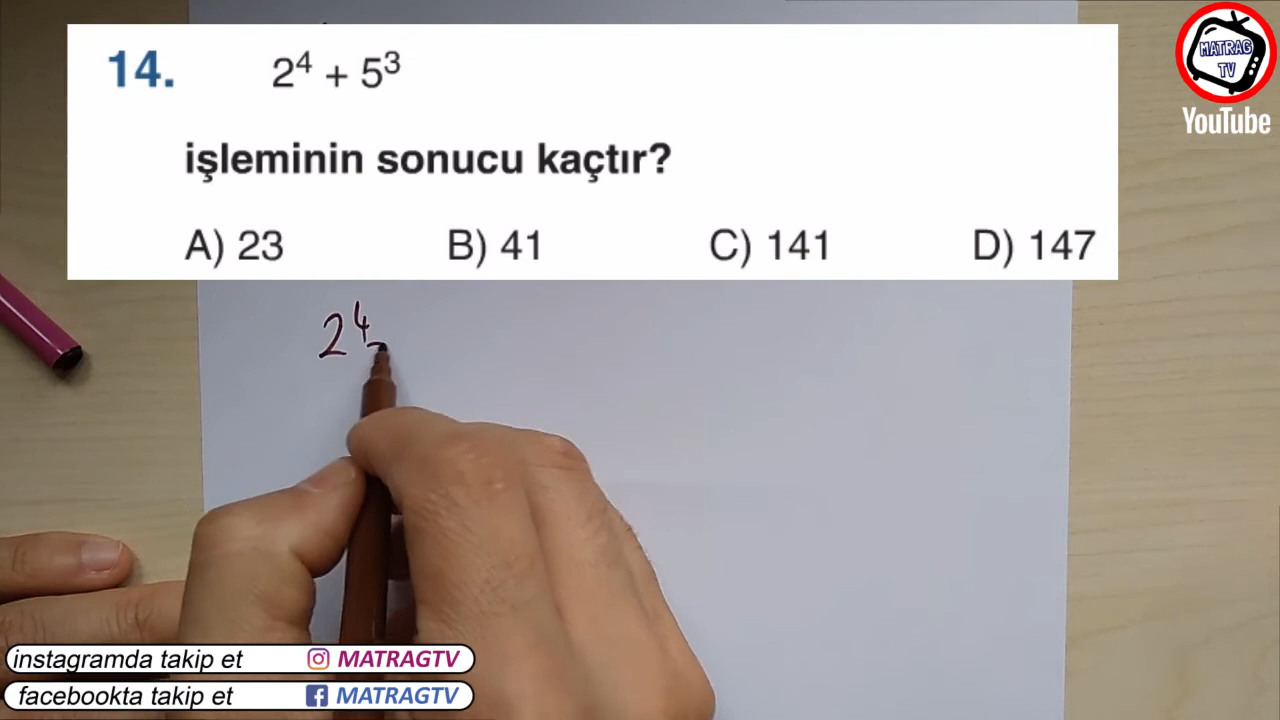 14. 2⁴ + 5³
işleminin sonucu kaçtır?
A) 23 B) 41 C) 141 D) 147
2⁴
MATRAG
TV
YouTube
instagramda takip et MATRAGTV
facebookta takip et MATRAGTV